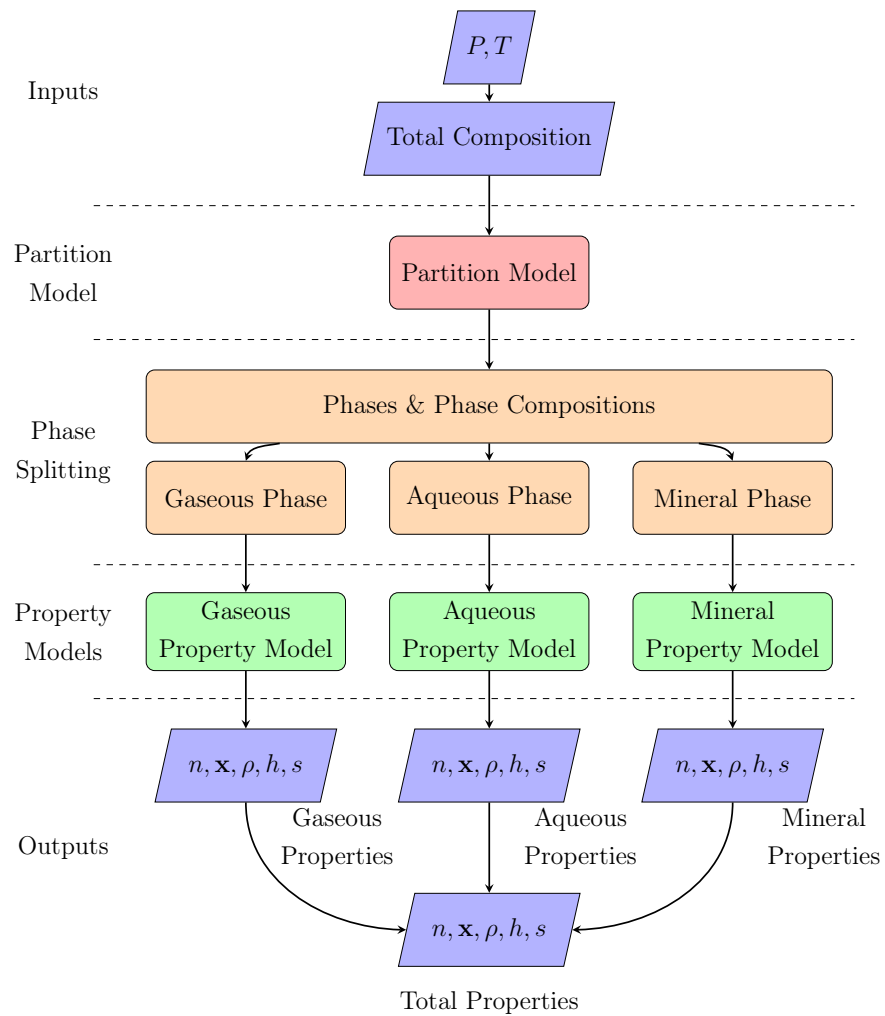 P, T
Inputs
Total Composition
Partition
Model
Partition Model
Phases & Phase Compositions
Phase
Splitting
Gaseous Phase
Aqueous Phase
Mineral Phase
Property
Models
Gaseous
Property Model
Aqueous
Property Model
Mineral
Property Model
n, x, ρ, h, s
n, x, ρ, h, s
n, x, ρ, h, s
Gaseous
Properties
Aqueous
Properties
Mineral
Properties
Outputs
n, x, ρ, h, s
Total Properties